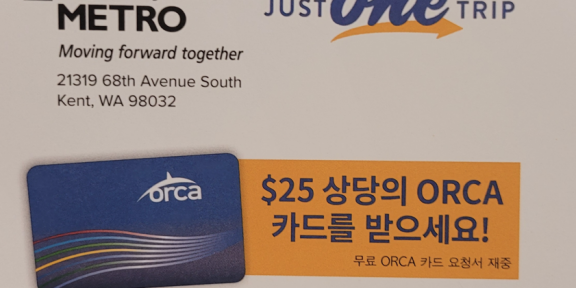 METRO
JUST one TRIP
Moving forward together
21319 68th Avenue South
Kent, WA 98032
orca
$25 상당의 ORCA
카드를 받으세요!
무료 ORCA 카드 요청서 재중